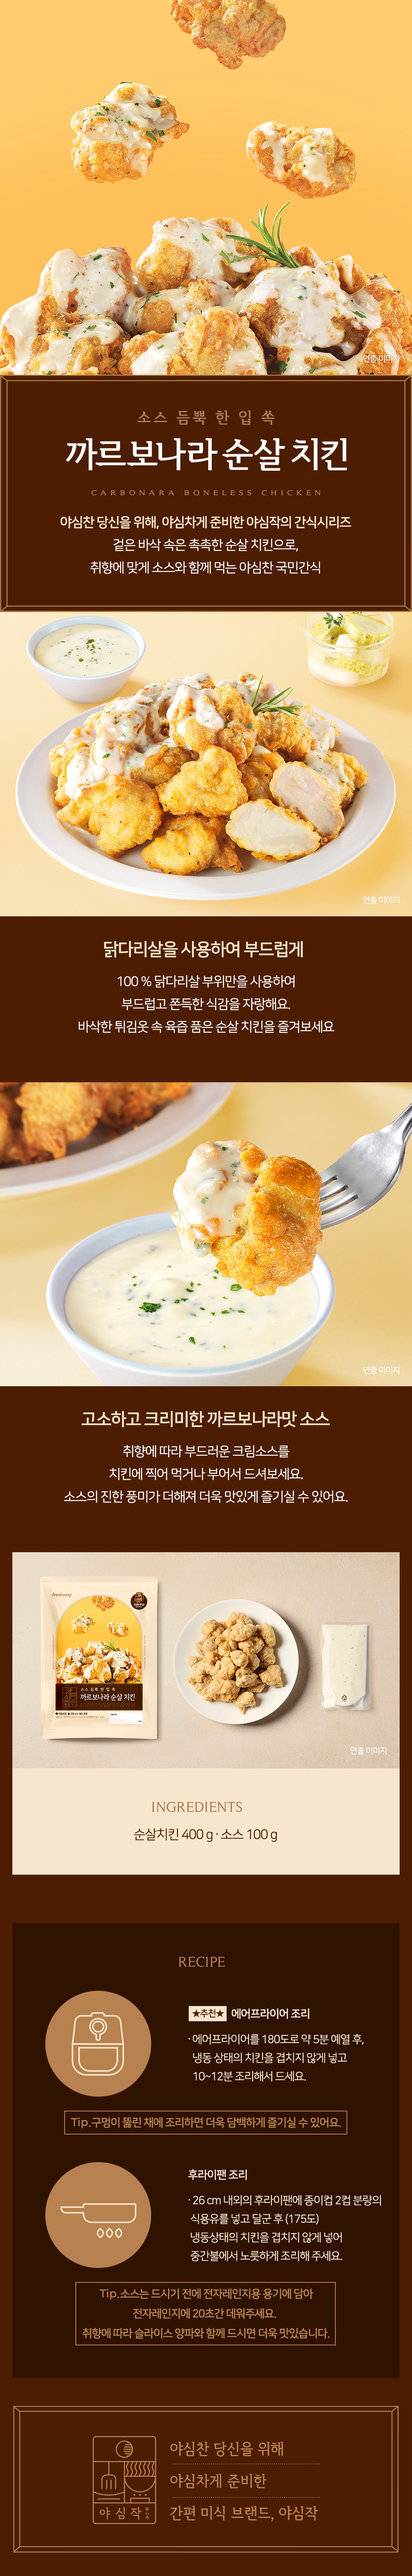 연출 이미지
소스 듬뿍 한 입 쏙
까르보나라 순살 치킨
CARBONARA BONELESS CHICKEN
야심찬 당신을 위해, 야심차게 준비한 야심작의 간식시리즈
겉은 바삭 속은 촉촉한 순살 치킨으로,
취향에 맞게 소스와 함께 먹는 야심찬 국민간식
연출 이미지
닭다리살을 사용하여 부드럽게
100 % 닭다리살 부위만을 사용하여
부드럽고 쫀득한 식감을 자랑해요.
바삭한 튀김옷 속 육즙 품은 순살 치킨을 즐겨보세요
연출 이미지
고소하고 크리미한 까르보나라맛 소스
취향에 따라 부드러운 크림소스를
치킨에 찍어 먹거나 부어서 드셔보세요.
소스의 진한 풍미가 더해져 더욱 맛있게 즐기실 수 있어요.
소스 듬뿍 한 입 쏙
까르보나라 순살 치킨
연출 이미지
INGREDIENTS
순살치킨 400 g · 소스 100 g
RECIPE
★추천★ 에어프라이어 조리
· 에어프라이어를 180도로 약 5분 예열 후,
냉동 상태의 치킨을 겹치지 않게 넣고
10~12분 조리해서 드세요.
Tip.구멍이 뚫린 채에 조리하면 더욱 담백하게 즐기실 수 있어요.
후라이팬 조리
· 26 cm 내외의 후라이팬에 종이컵 2컵 분량의
식용유를 넣고 달군 후 (175도)
냉동상태의 치킨을 겹치지 않게 넣어
중간불에서 노릇하게 조리해 주세요.
Tip.소스는 드시기 전에 전자레인지용 용기에 담아
전자레인지에 20초간 데워주세요.
취향에 따라 슬라이스 양파와 함께 드시면 더욱 맛있습니다.
야심찬 당신을 위해
야심차게 준비한
간편 미식 브랜드, 야심작
야심작